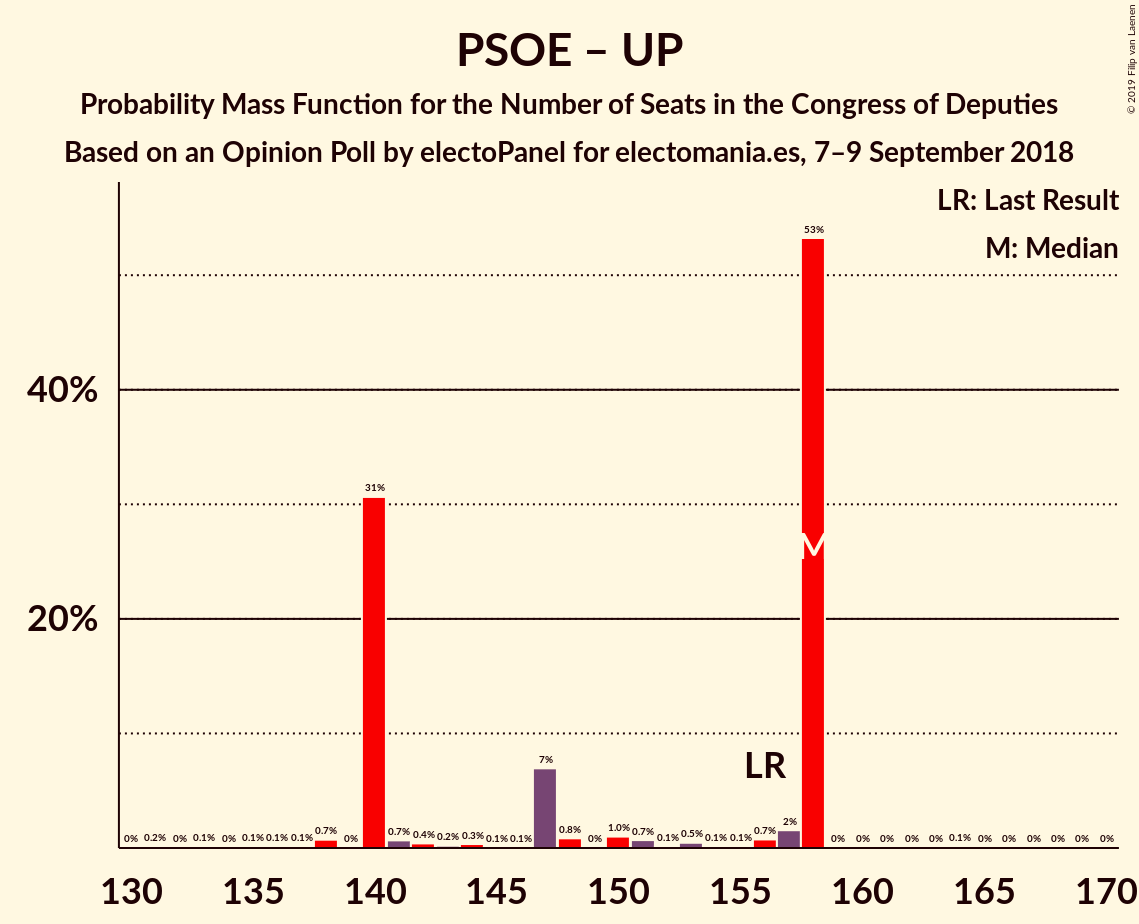 PSOE – UP
Probability Mass Function for the Number of Seats in the Congress of Deputies
Based on an Opinion Poll by electoPanel for electomania.es, 7–9 September 2018
© 2019 Filip van Laenen
LR: Last Result
M: Median
53%
40%
31%
M
20%
LR
7%
0% 0.2% 0% 0.1% 0% 0.1% 0.1% 0.1% 0.7% 0% 0.7% 0.4% 0.2% 0.3% 0.1% 0.1% 0.8% 0% 1.0% 0.7% 0.1% 0.5% 0.1% 0.1% 0.7% 2% 0% 0% 0% 0% 0% 0.1% 0% 0% 0% 0% 0% 0%
130 135 140 145 150 155 160 165 170